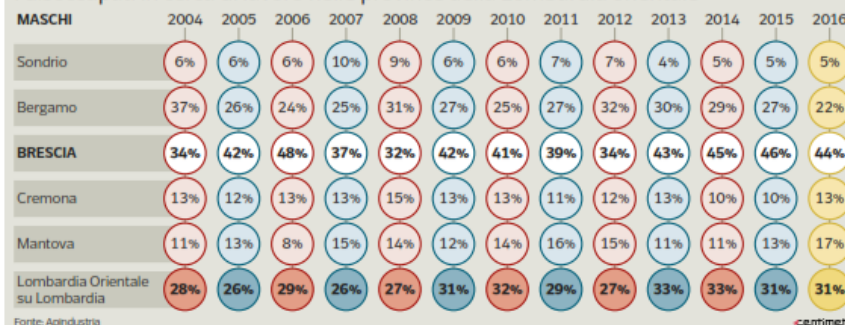 MASCHI 2004 2005 2006 2007 2008 2009 2010 2011 2012 2013 2014 2015 2016
Sondrio 6% 6% 6% 10% 9% 6% 6% 7% 7% 4% 5% 5% 5%
Bergamo 37% 26% 24% 25% 31% 27% 25% 27% 32% 30% 29% 27% 22%
BRESCIA 34% 42% 48% 37% 32% 42% 41% 39% 34% 43% 45% 46% 44%
Cremona 13% 12% 13% 13% 15% 13% 13% 11% 12% 13% 10% 10% 13%
Mantova 11% 13% 8% 15% 14% 12% 14% 16% 15% 11% 11% 13% 17%
Lombardia Orientale
su Lombardia 28% 26% 29% 26% 27% 31% 32% 29% 27% 33% 33% 31% 31%
Fonte: Apindustria